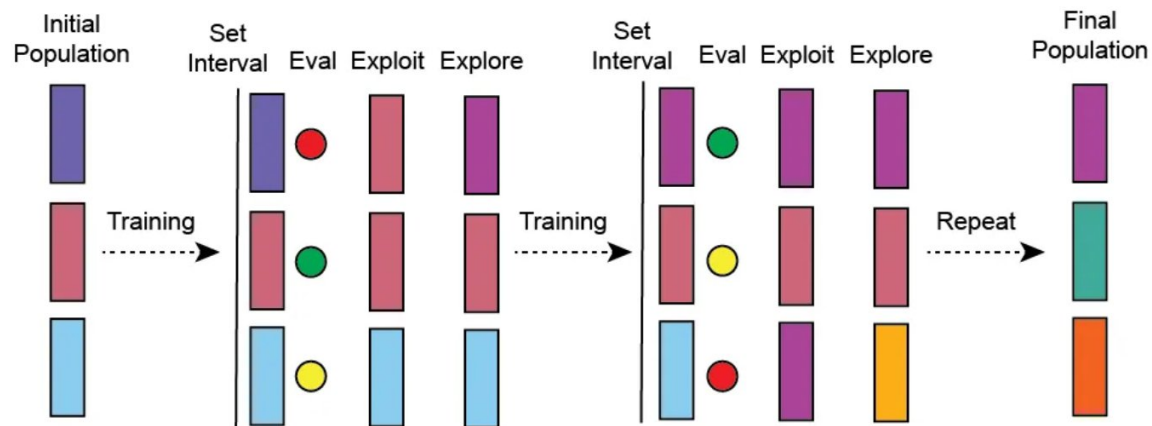 Initial
Population
Set
Interval
Eval
Exploit
Explore
Set
Interval
Eval
Exploit
Explore
Final
Population
Training
Training
Repeat